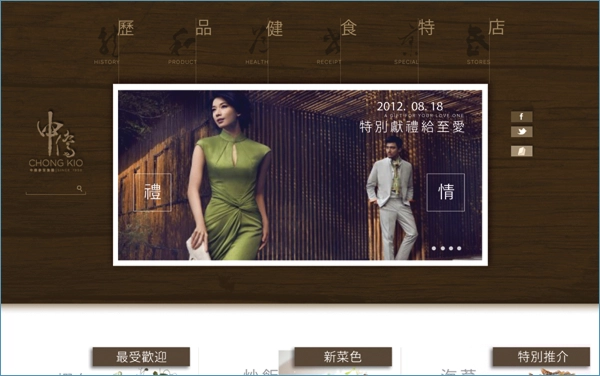 歷 品 健 食 特 店
HISTORY PRODUCT HEALTH RECEIPT SPECIAL STORES
2012. 08. 18
A GIFT FOR YOUR LOVE ONE
特別獻禮給至愛
禮
情
CHONG KIO
f
最受歡迎
新菜色
特別推介
炒飯